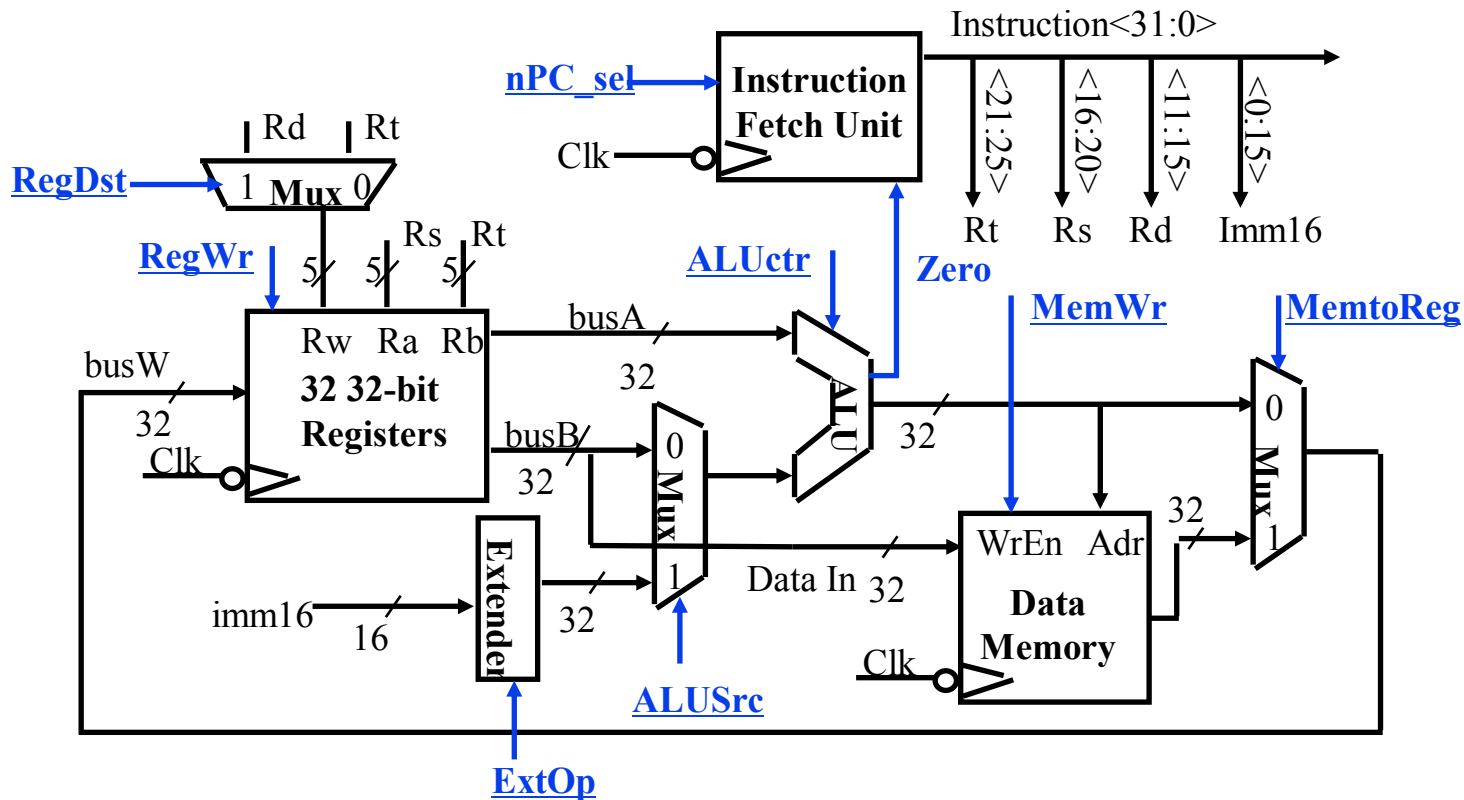 Instruction<31:0>
nPC_sel
Instruction
Fetch Unit
<21:25>
<16:20>
<11:15>
<0:15>
Rd
Rt
Clk
RegDst
1
Mux
0
Rt
Rs
Rd
Imm16
RegWr
5
5
Rs
5
Rt
ALUctr
Zero
MemWr
MemtoReg
Rw
Ra
Rb
busA
32
busW
32
32 32-bit
Registers
Clk
busB
32
0
Mux
1
ALU
32
0
Mux
1
Extender
imm16
16
32
Data In
32
WrEn
Adr
32
Data
Memory
Clk
ALUSrc
ExtOp